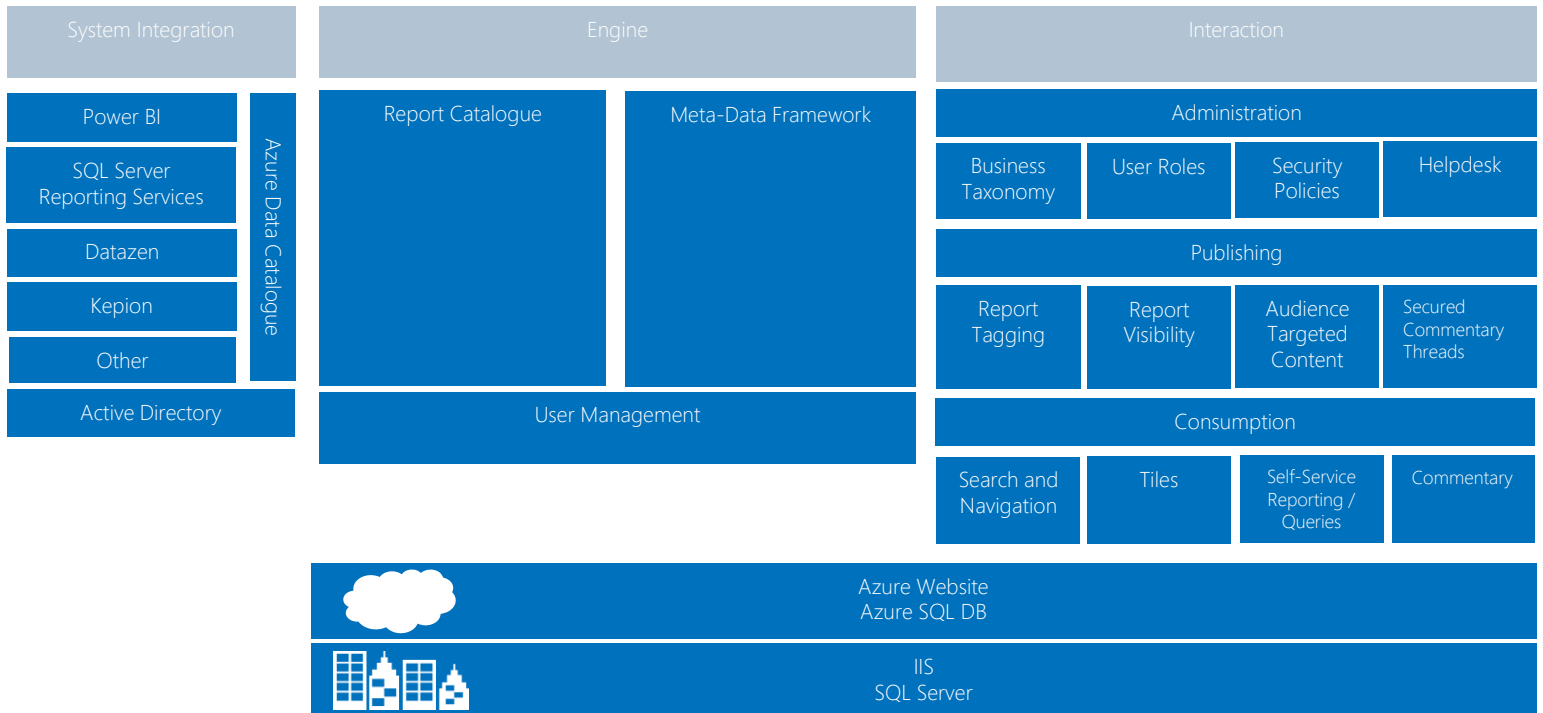 System Integration
Power BI
SQL Server
Reporting Services
Datazen
Kepion
Other
Azure Data Catalogue
Active Directory
Engine
Report Catalogue
Meta-Data Framework
User Management
Interaction
Administration
Business
Taxonomy
User Roles
Security
Policies
Helpdesk
Publishing
Report
Tagging
Report
Visibility
Audience
Targeted
Content
Secured
Commentary
Threads
Consumption
Search and
Navigation
Tiles
Self-Service
Reporting /
Queries
Commentary
Azure Website
Azure SQL DB
IIS
SQL Server